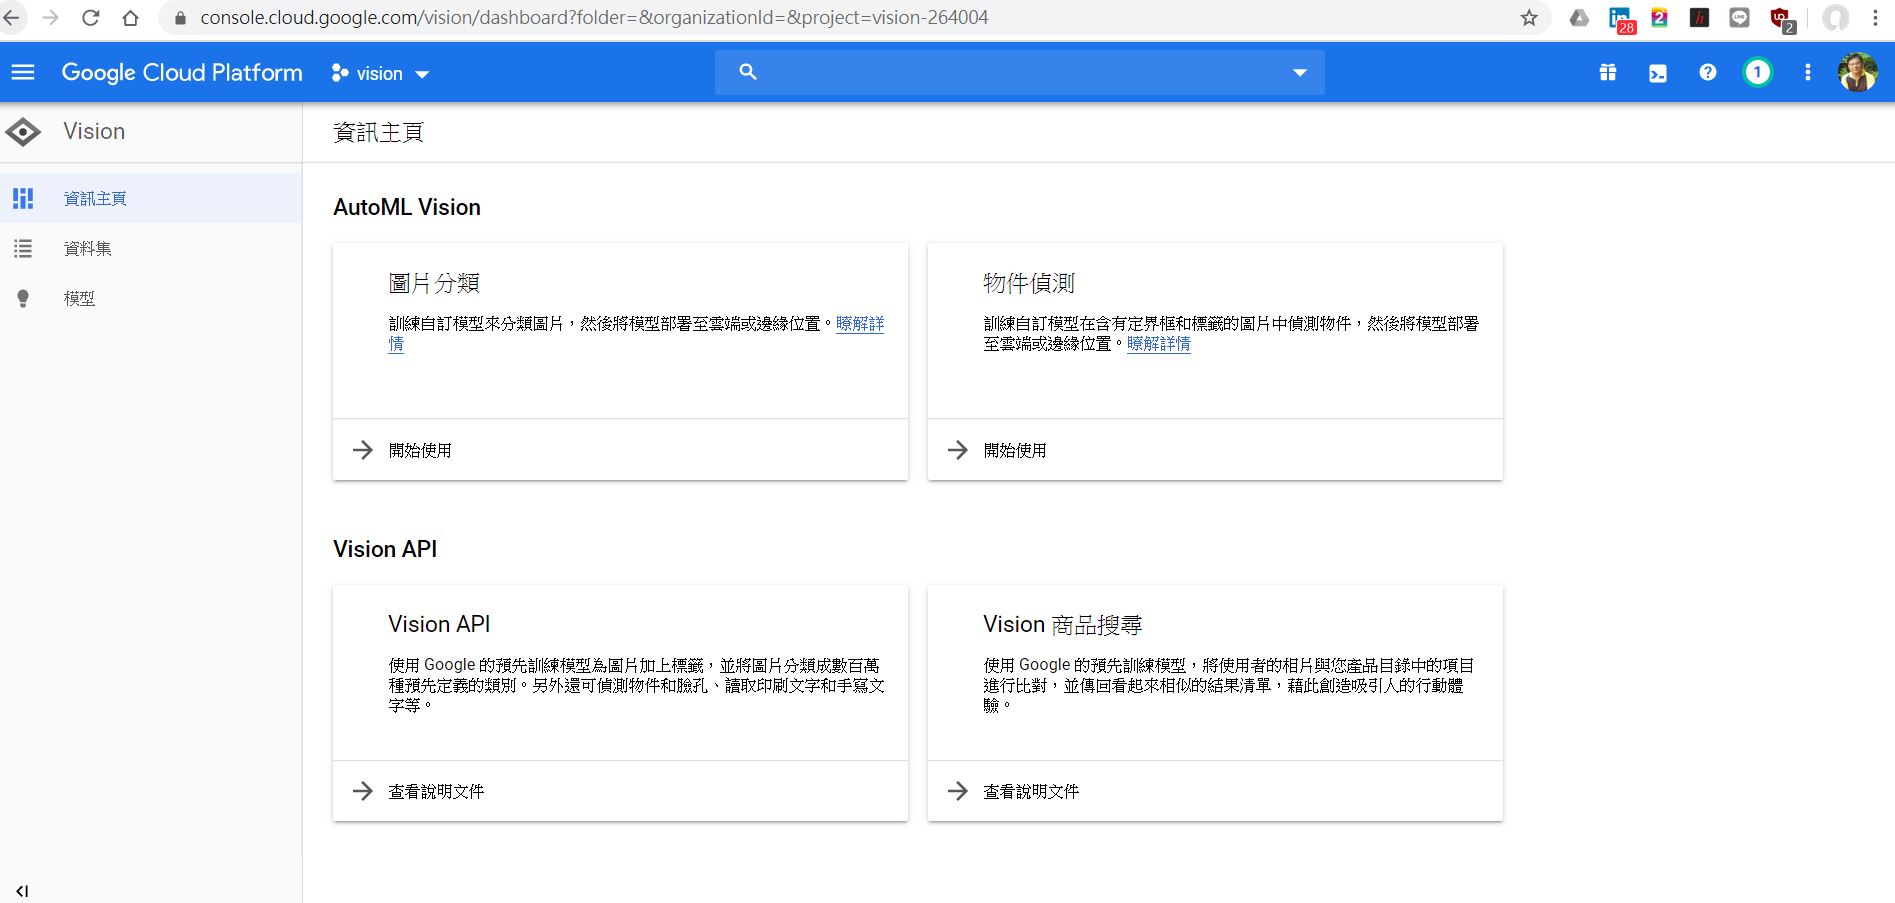 console.cloud.google.com/vision/dashboard?folder=&organizationId=&project=vision-264004
28
2
h
2
Google Cloud Platform
vision
1
Vision
資訊主頁
資訊主頁
資料集
模型
AutoML Vision
圖片分類
訓練自訂模型來分類圖片，然後將模型部署至雲端或邊緣位置。瞭解詳
情
開始使用
物件偵測
訓練自訂模型在含有定界框和標籤的圖片中偵測物件，然後將模型部署
至雲端或邊緣位置。瞭解詳情
開始使用
Vision API
Vision API
使用 Google 的預先訓練模型為圖片加上標籤，並將圖片分類成數百萬
種預先定義的類別。另外還可偵測物件和臉孔、讀取印刷文字和手寫文
字等。
查看說明文件
Vision 商品搜尋
使用 Google 的預先訓練模型，將使用者的相片與您產品目錄中的項目
進行比對，並傳回看起來相似的結果清單，藉此創造吸引人的行動體
驗。
查看說明文件